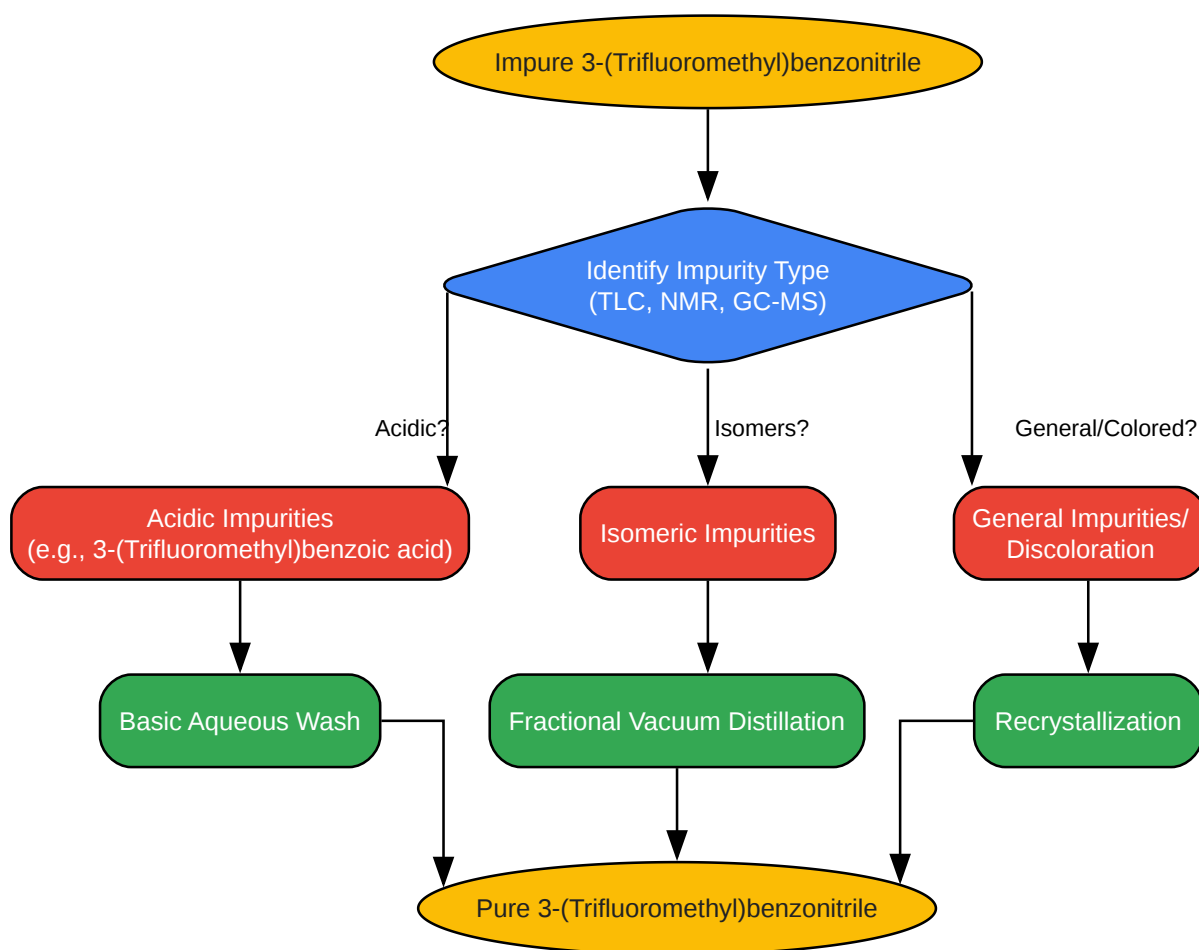 Impure 3-(Trifluoromethyl)benzonitrile
Identify Impurity Type
(TLC, NMR, GC-MS)
Acidic?
Isomers?
General/Colored?
Acidic Impurities
(e.g., 3-(Trifluoromethyl)benzoic acid)
Isomeric Impurities
General Impurities/
Discoloration
Basic Aqueous Wash
Fractional Vacuum Distillation
Recrystallization
Pure 3-(Trifluoromethyl)benzonitrile